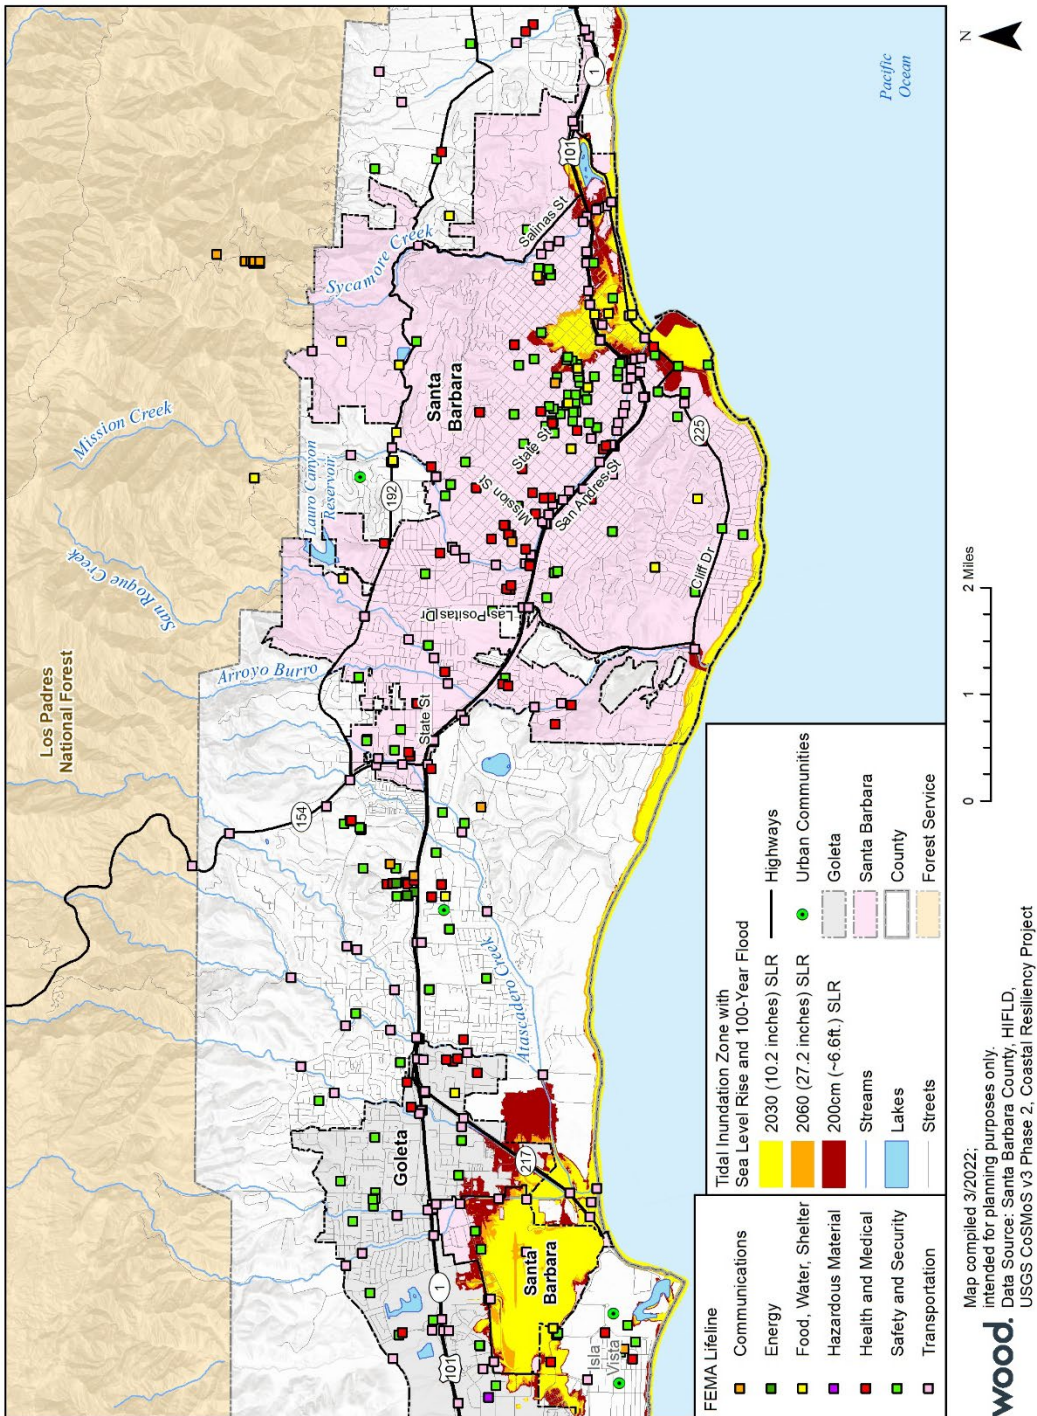 Los Padres
National Forest
Mission Creek
San Roque Creek
Lauro Canyon
Reservoir
Sycamore Creek
Arroyo Burro
Atascadero Creek
Pacific
Ocean
Santa
Barbara
Goleta
Santa
Barbara
Isla
Vista
Salinas St
State St
Mission St
San Andres St
Las Positas Dr
Cliff Dr
State St
154
192
225
217
101
1
101
1
FEMA Lifeline
Communications
Energy
Food, Water, Shelter
Hazardous Material
Health and Medical
Safety and Security
Transportation
Tidal Inundation Zone with
Sea Level Rise and 100-Year Flood
2030 (10.2 inches) SLR
2060 (27.2 inches) SLR
200cm (~6.6ft.) SLR
Streams
Lakes
Streets
Highways
Urban Communities
Goleta
Santa Barbara
County
Forest Service
0 1 2 Miles
N
wood.
Map compiled 3/2022;
intended for planning purposes only.
Data Source: Santa Barbara County, HIFLD,
USGS CoSMoS v3 Phase 2, Coastal Resiliency Project